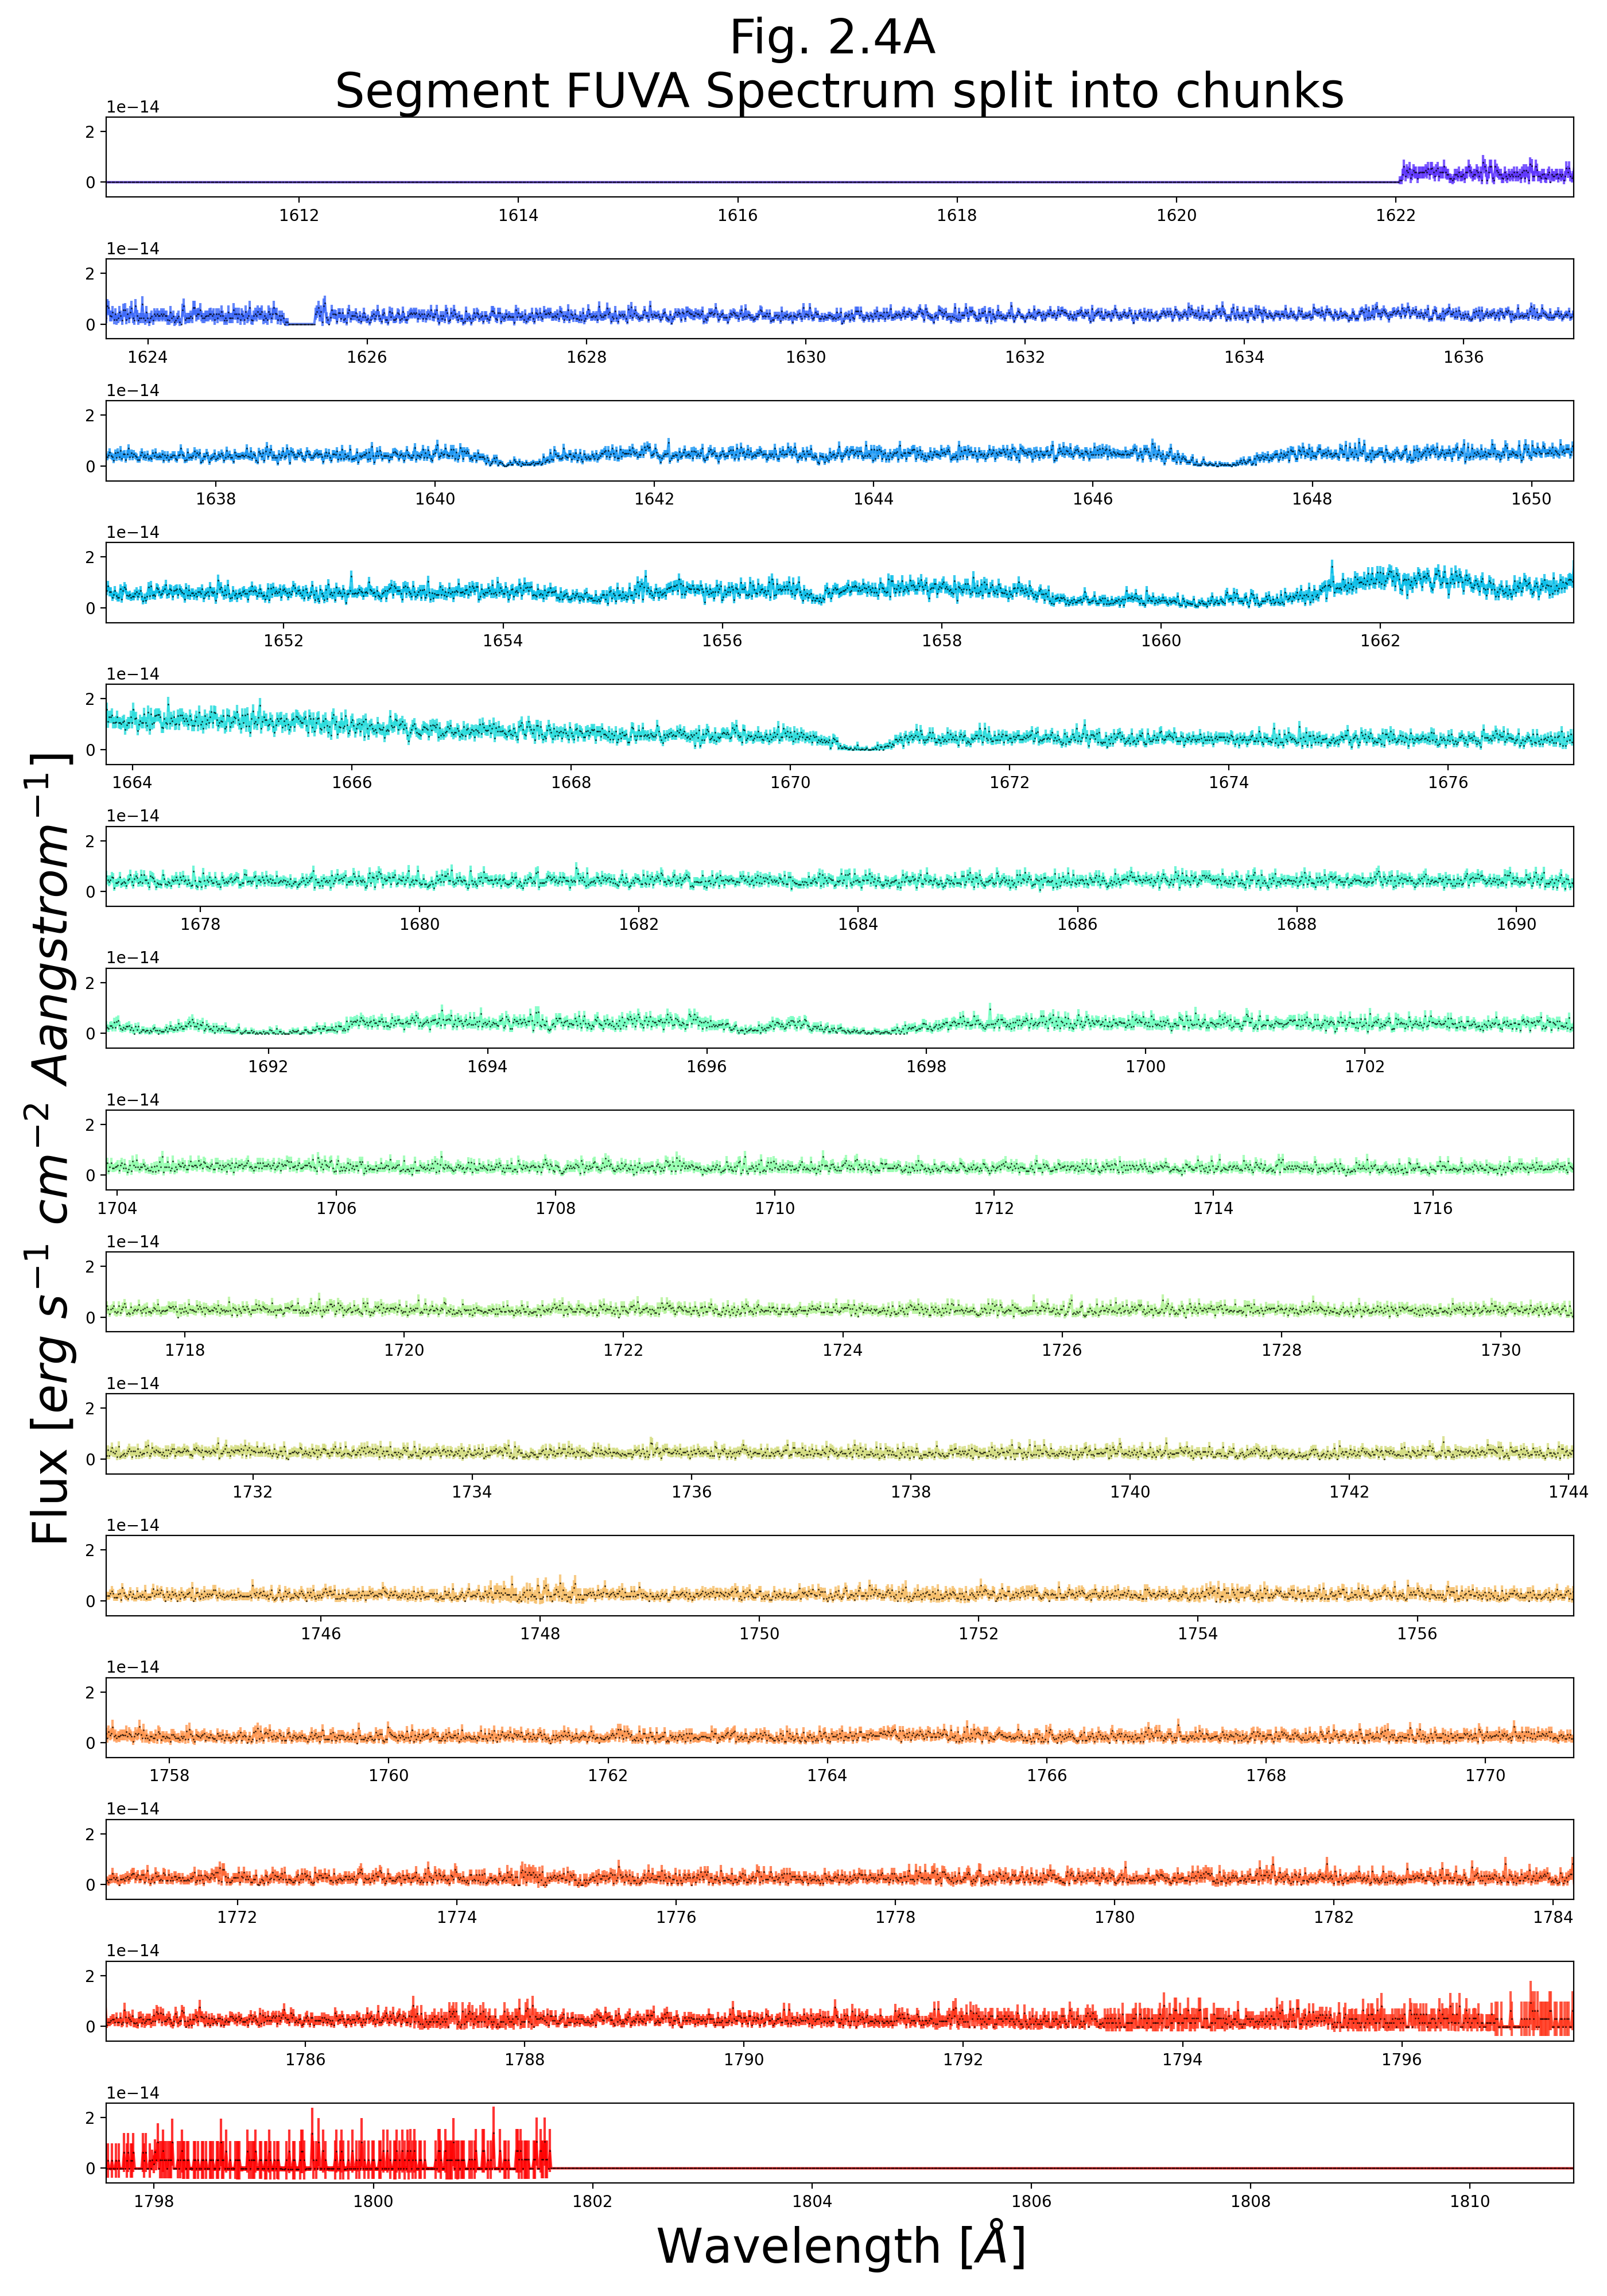 Fig. 2.4A
Segment FUVA Spectrum split into chunks
1e−14
2
0
1612 1614 1616 1618 1620 1622
1e−14
2
0
1624 1626 1628 1630 1632 1634 1636
1e−14
2
0
1638 1640 1642 1644 1646 1648 1650
1e−14
2
0
1652 1654 1656 1658 1660 1662
1e−14
2
0
1664 1666 1668 1670 1672 1674 1676
1e−14
2
0
1678 1680 1682 1684 1686 1688 1690
1e−14
2
0
1692 1694 1696 1698 1700 1702
1e−14
2
0
1704 1706 1708 1710 1712 1714 1716
1e−14
2
0
1718 1720 1722 1724 1726 1728 1730
1e−14
2
0
1732 1734 1736 1738 1740 1742 1744
1e−14
2
0
1746 1748 1750 1752 1754 1756
1e−14
2
0
1758 1760 1762 1764 1766 1768 1770
1e−14
2
0
1772 1774 1776 1778 1780 1782 1784
1e−14
2
0
1786 1788 1790 1792 1794 1796
1e−14
2
0
1798 1800 1802 1804 1806 1808 1810
Flux [erg s⁻¹ cm⁻² Aangstrom⁻¹]
Wavelength [Å]